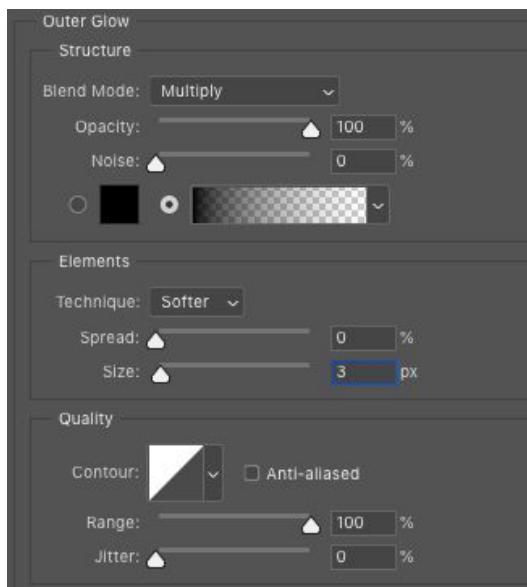 Outer Glow
Structure
Blend Mode: Multiply
Opacity: 100 %
Noise: 0 %
Elements
Technique: Softer
Spread: 0 %
Size: 3 px
Quality
Contour: Anti-aliased
Range: 100 %
Jitter: 0 %